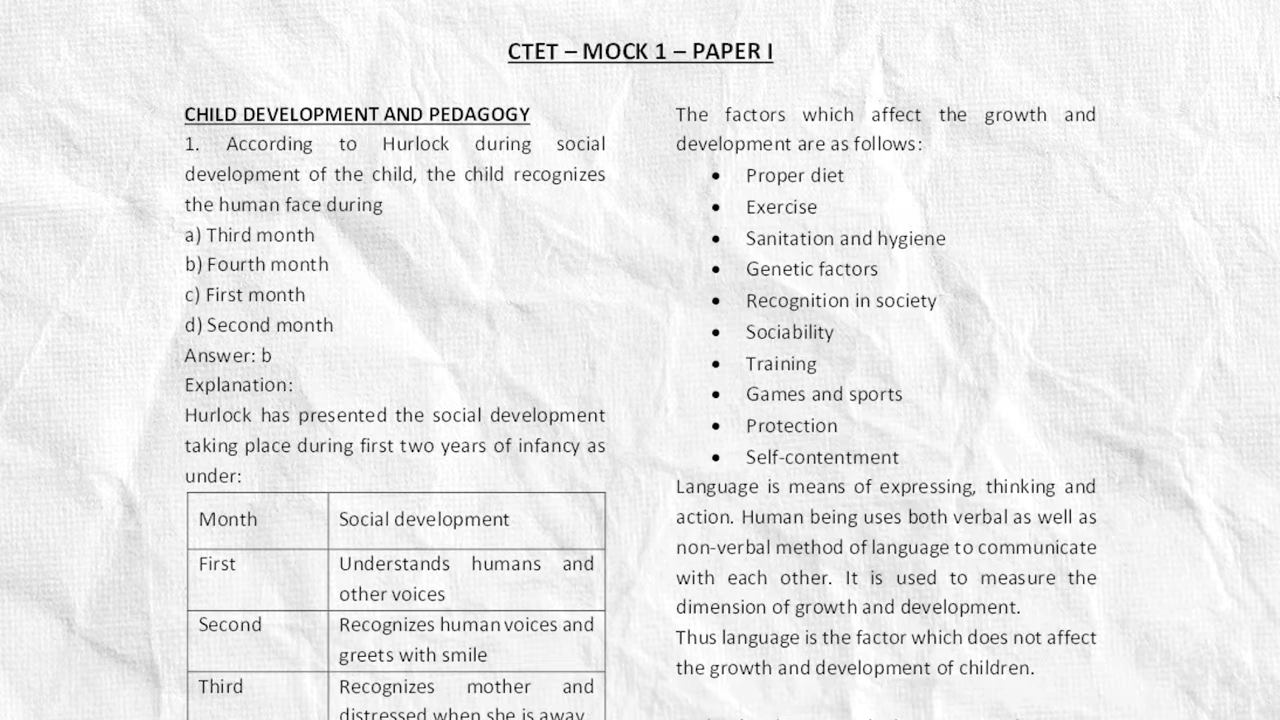 CTET – MOCK 1 – PAPER I
CHILD DEVELOPMENT AND PEDAGOGY
1. According to Hurlock during social
development of the child, the child recognizes
the human face during
a) Third month
b) Fourth month
c) First month
d) Second month
Answer: b
Explanation:
Hurlock has presented the social development
taking place during first two years of infancy as
under:
Month Social development
First Understands humans and
other voices
Second Recognizes human voices and
greets with smile
Third Recognizes mother and
distressed when she is away
The factors which affect the growth and
development are as follows:
• Proper diet
• Exercise
• Sanitation and hygiene
• Genetic factors
• Recognition in society
• Sociability
• Training
• Games and sports
• Protection
• Self-contentment
Language is means of expressing, thinking and
action. Human being uses both verbal as well as
non-verbal method of language to communicate
with each other. It is used to measure the
dimension of growth and development.
Thus language is the factor which does not affect
the growth and development of children.